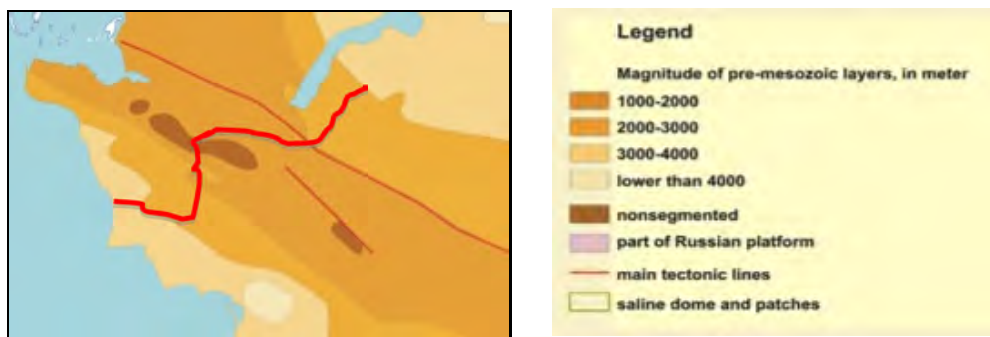 Legend
Magnitude of pre-mesozoic layers, in meter
1000-2000
2000-3000
3000-4000
lower than 4000
nonsegmented
part of Russian platform
main tectonic lines
saline dome and patches